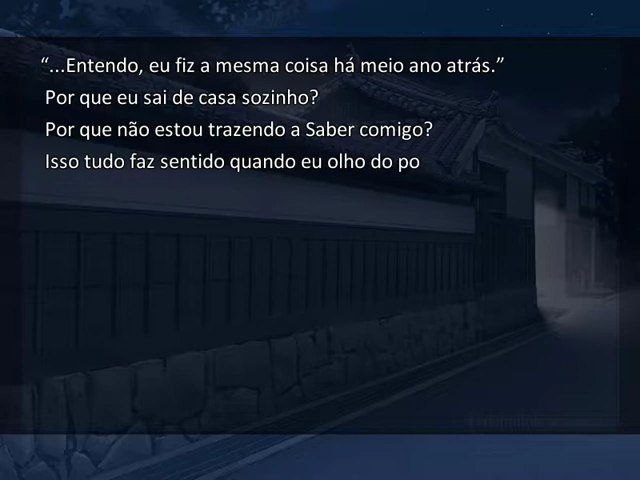 “...Entendo, eu fiz a mesma coisa há meio ano atrás.”
Por que eu sai de casa sozinho?
Por que não estou trazendo a Saber comigo?
Isso tudo faz sentido quando eu olho do po